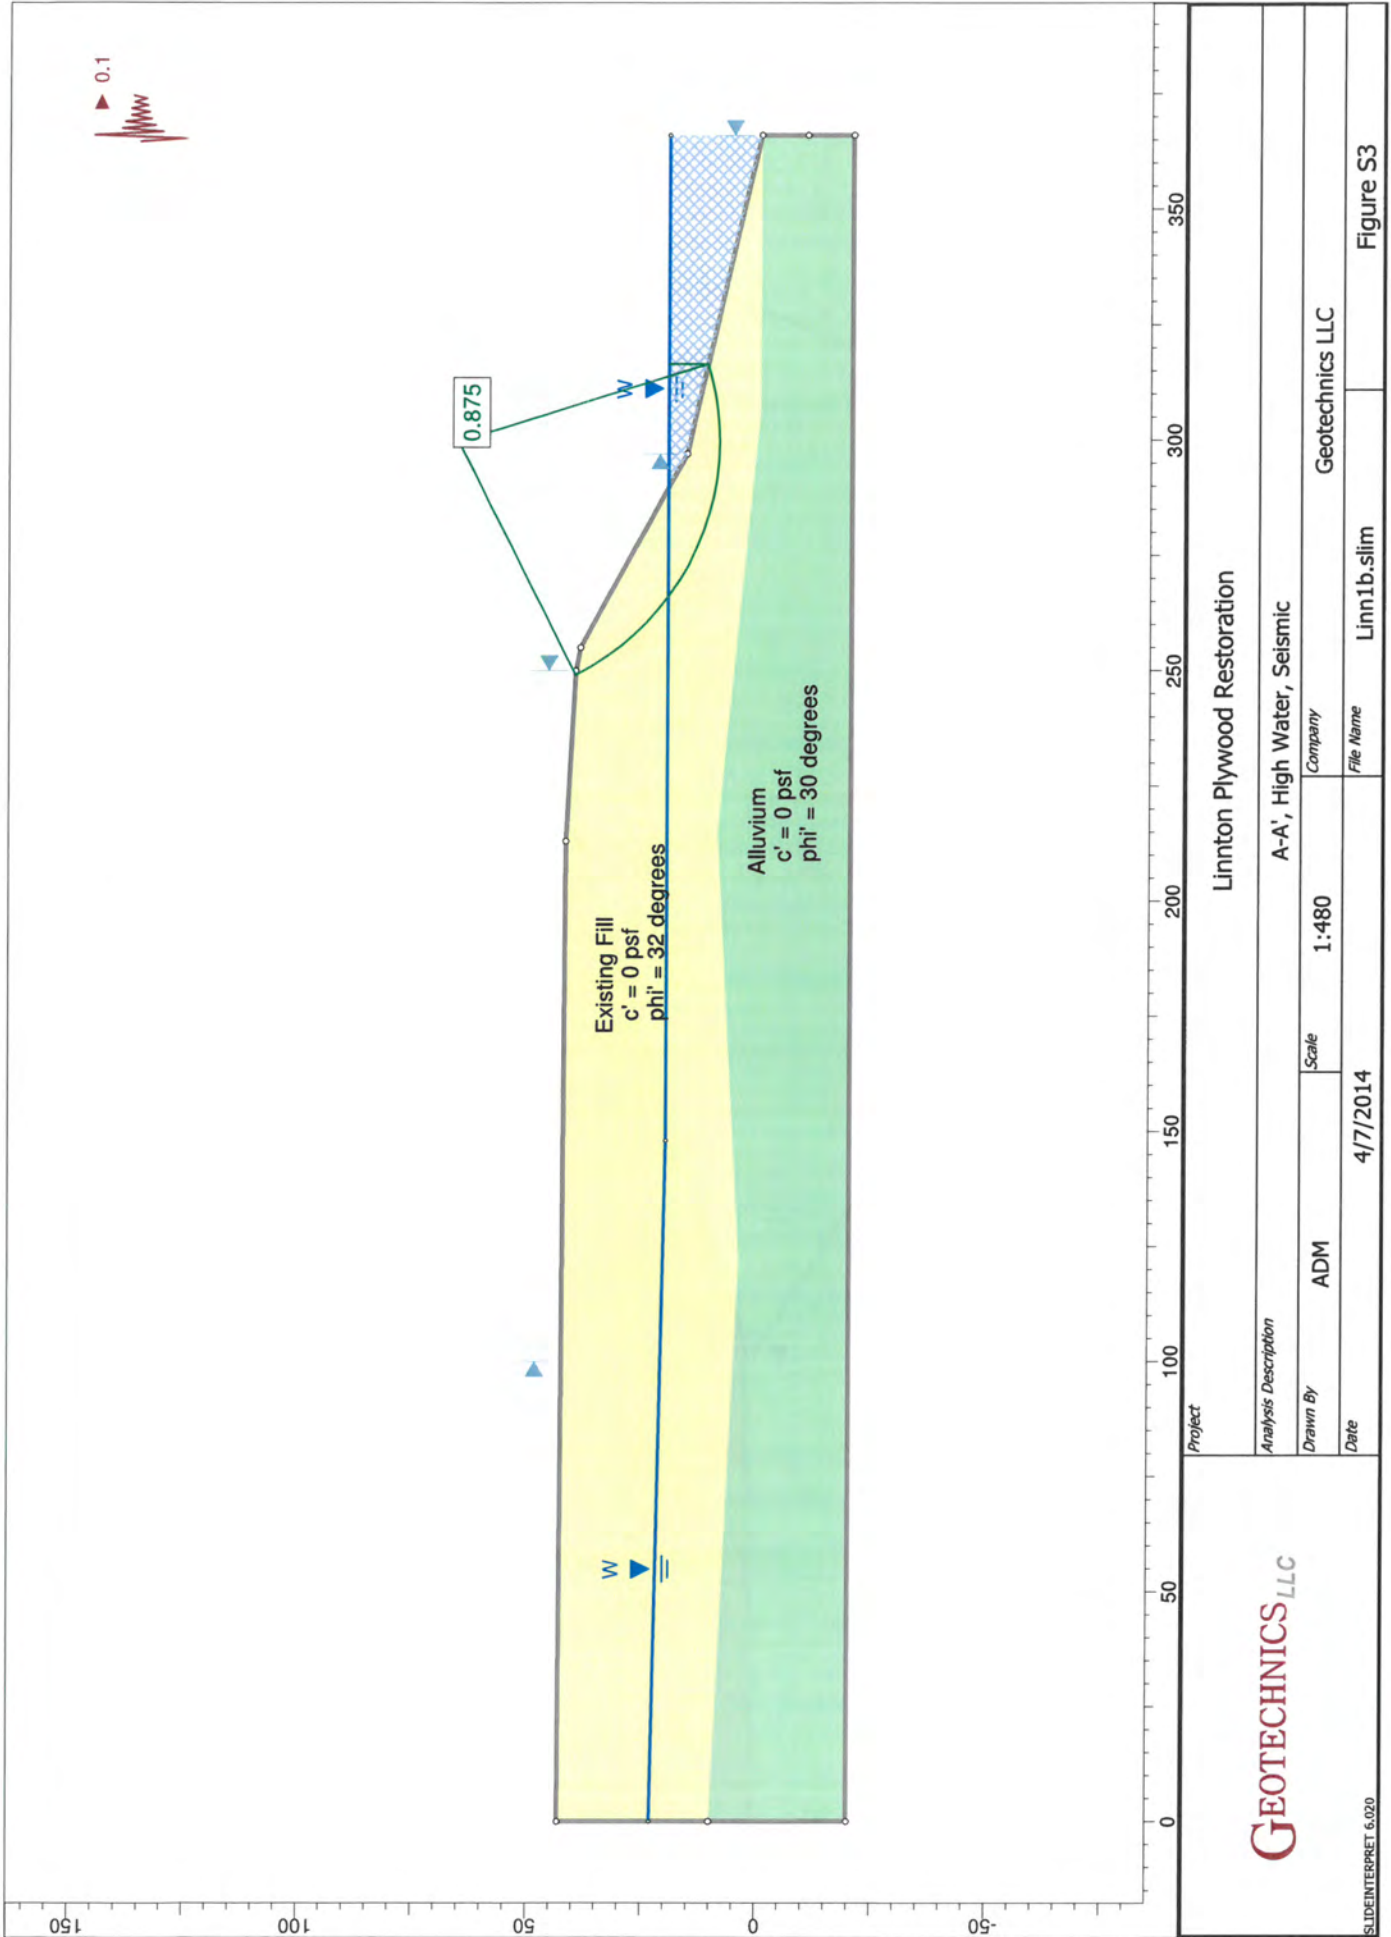 0.1
0.875
W
W
Existing Fill
c' = 0 psf
phi' = 32 degrees
Alluvium
c' = 0 psf
phi' = 30 degrees
150
100
50
0
-50
0
50
100
150
200
250
300
350
GEOTECHNICS LLC
Project
Linnton Plywood Restoration
Analysis Description
A-A', High Water, Seismic
Drawn By
ADM
Scale
1:480
Company
Geotechnics LLC
Date
4/7/2014
File Name
Linn1b.slim
Figure S3
SLIDEINTERPRET 6.020